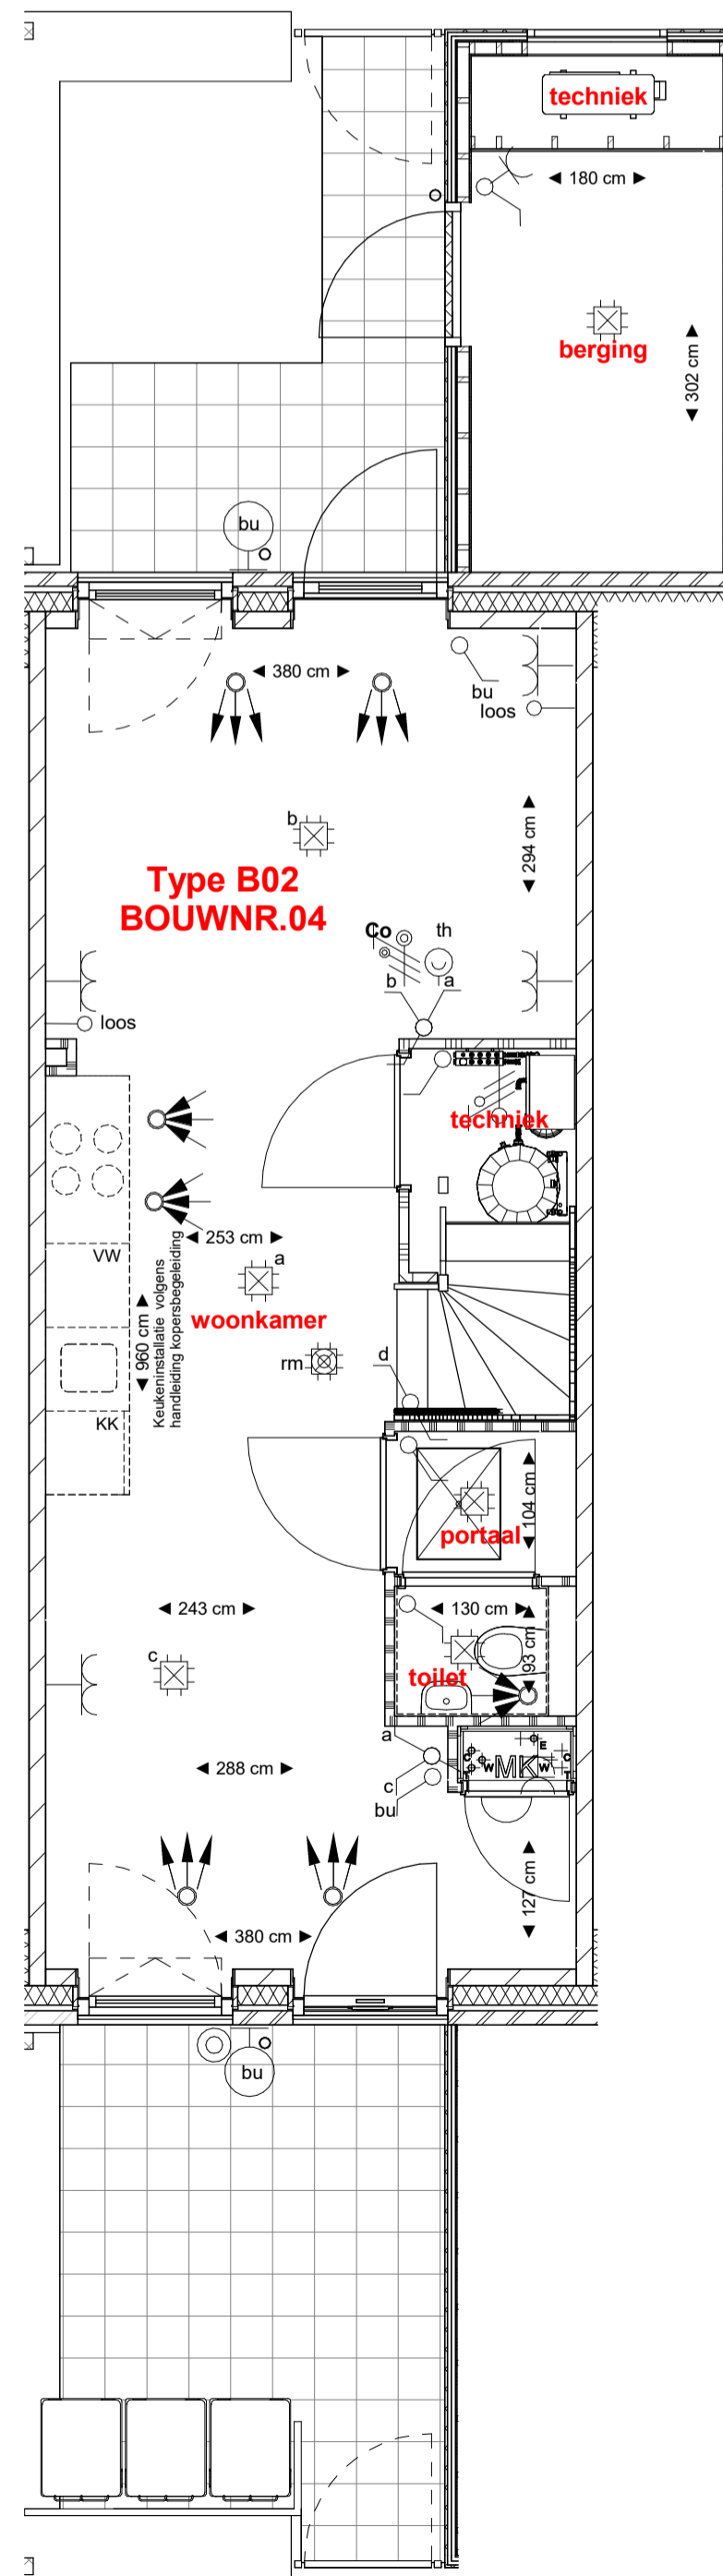 techniek
◄ 180 cm ►
berging
◄ 302 cm ►
bu
◄ 380 cm ►
bu
loos
b
◄ 294 cm ►
Type B02
BOUWNR.04
Co
th
b
a
loos
techniek
VW
◄ 253 cm ►
a
woonkamer
◄ 960 cm ►
Keukeninstallatie volgens
handleiding kopersbegeleiding
rm
d
KK
◄ 104 cm ►
portaal
◄ 243 cm ►
◄ 130 cm ►
◄ 93 cm ►
c
toilet
a
c
bu
◄ 288 cm ►
E
C
W
MK
W
C
T
T
◄ 127 cm ►
◄ 380 cm ►
bu